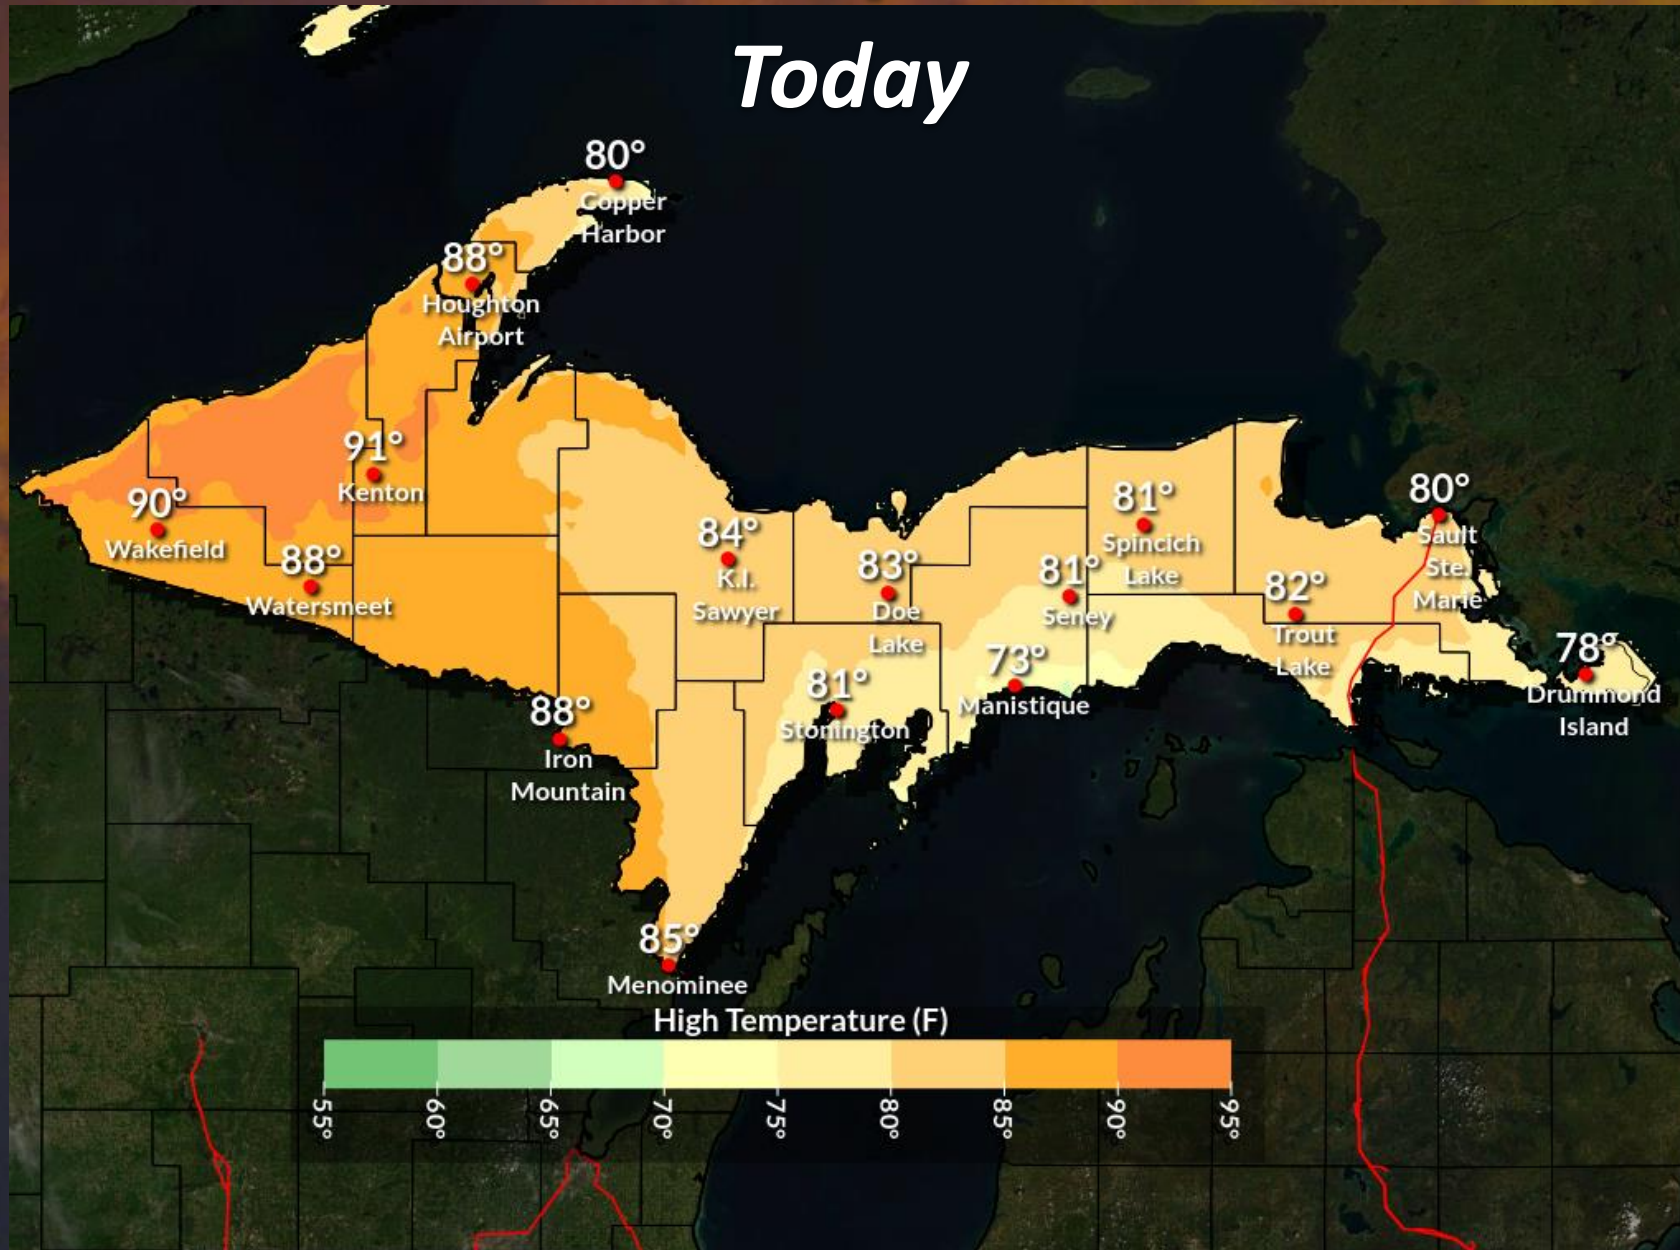 Today
80°
Copper
Harbor
88°
Houghton
Airport
91°
Kenton
90°
Wakefield
88°
Watersmeet
84°
K.I.
Sawyer
83°
Doe
Lake
81°
Seney
81°
Spincich
Lake
80°
Sault
Ste.
Marie
82°
Trout
Lake
78°
Drummond
Island
73°
Manistique
81°
Stonington
88°
Iron
Mountain
85°
Menominee
High Temperature (F)
55°
60°
65°
70°
75°
80°
85°
90°
95°